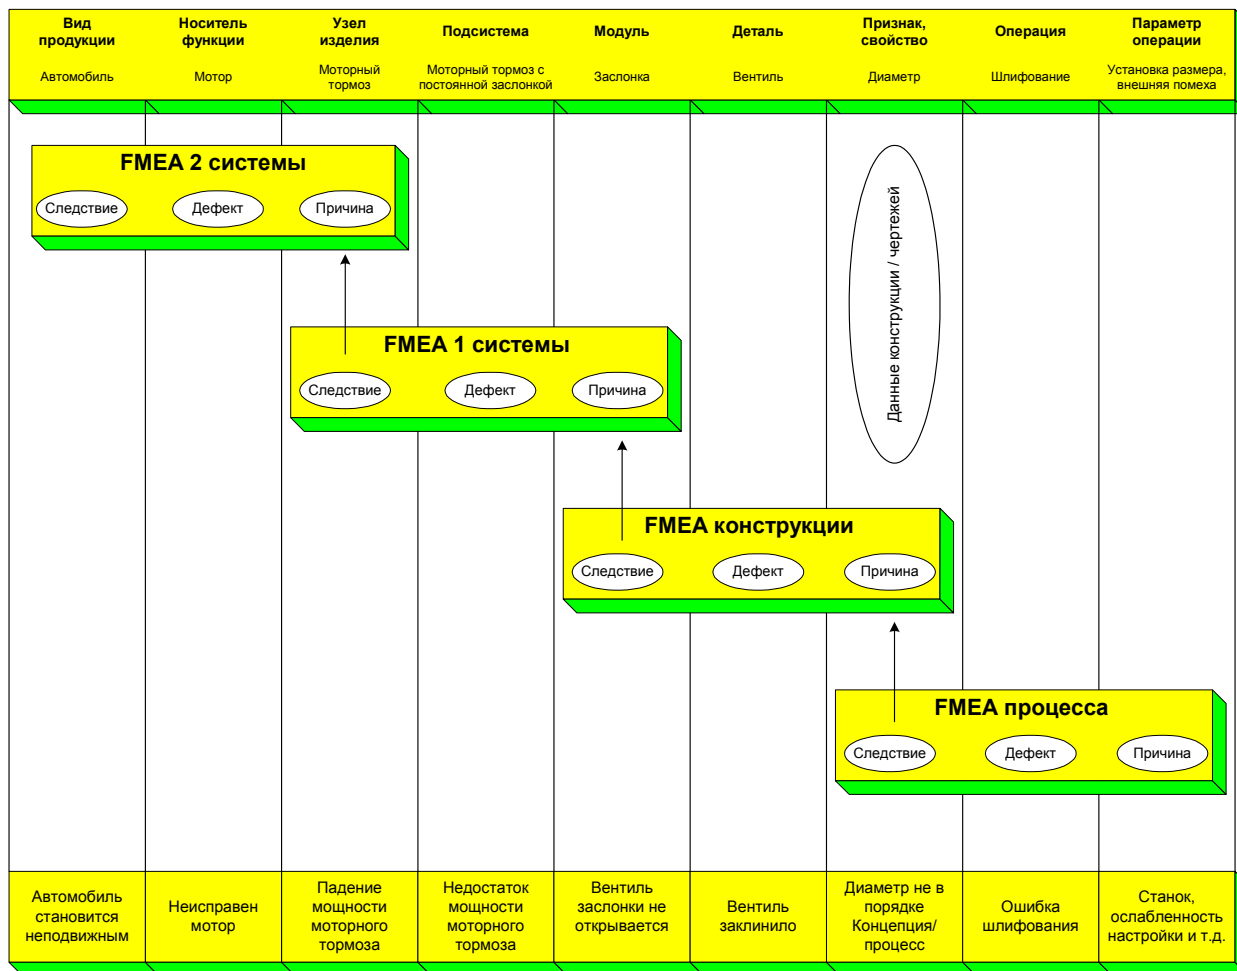 Вид
продукции
Автомобиль
Носитель
функции
Мотор
Узел
изделия
Моторный
тормоз
Подсистема
Моторный тормоз с
постоянной заслонкой
Модуль
Заслонка
Деталь
Вентиль
Признак,
свойство
Диаметр
Операция
Шлифование
Параметр
операции
Установка размера,
внешняя помеха
FMEA 2 системы
Следствие
Дефект
Причина
Данные конструкции / чертежей
FMEA 1 системы
Следствие
Дефект
Причина
FMEA конструкции
Следствие
Дефект
Причина
FMEA процесса
Следствие
Дефект
Причина
Автомобиль
становится
неподвижным
Неисправен
мотор
Падение
мощности
моторного
тормоза
Недостаток
мощности
моторного
тормоза
Вентиль
заслонки не
открывается
Вентиль
заклинило
Диаметр не в
порядке
Концепция/
процесс
Ошибка
шлифования
Станок,
ослабленность
настройки и т.д.